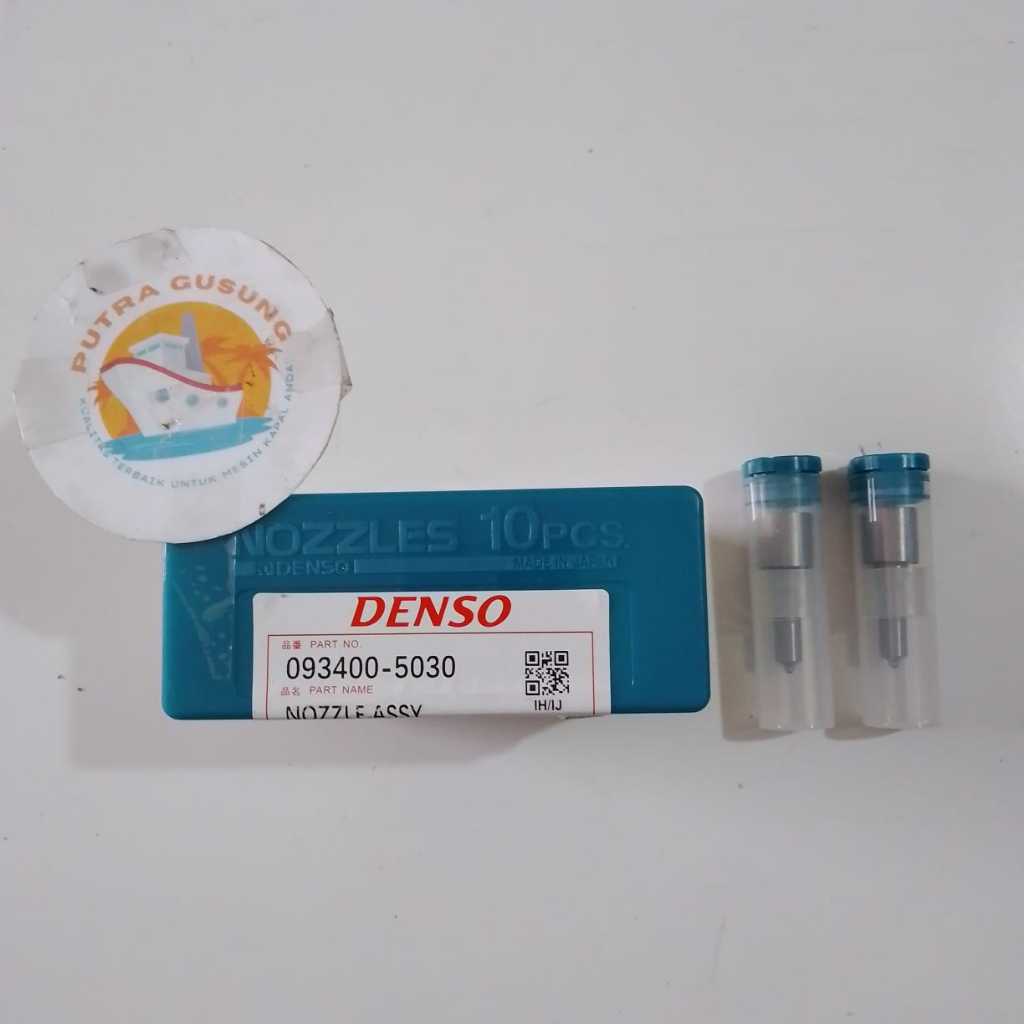 PUTRA GUSUNG
KUALITAS TERBAIK UNTUK MESIN KAPAL ANDA
NOZZLES 10PCS.
DENSO MADE IN JAPAN
DENSO
品番 PART NO.
093400-5030
品名 PART NAME
NOZZLE ASSY
IH/IJ